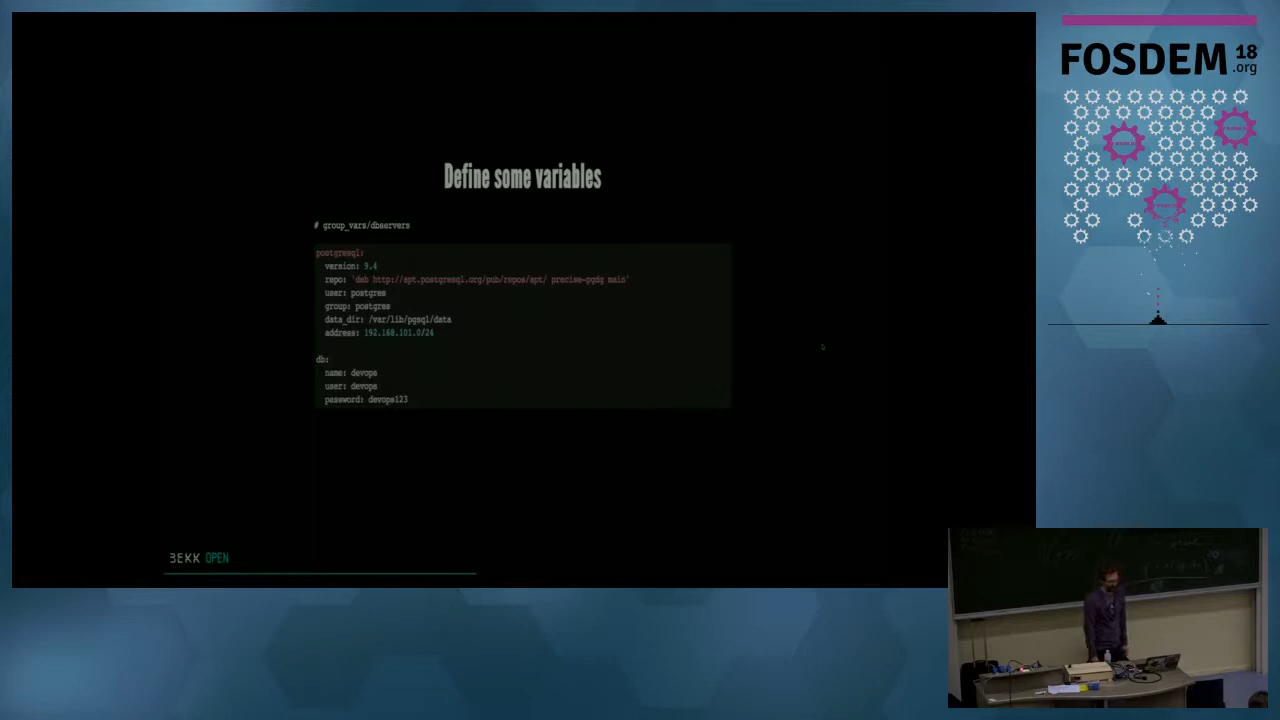 FOSDEM 18
.org
Define some variables
# group_vars/dbservers
postgresql:
version: 9.4
repo: 'deb http://apt.postgresql.org/pub/repos/apt/ precise-pgdg main'
user: postgres
group: postgres
data_dir: /var/lib/pgsql/data
address: 192.168.101.0/24
db:
name: devops
user: devops
password: devops123
BEKK OPEN